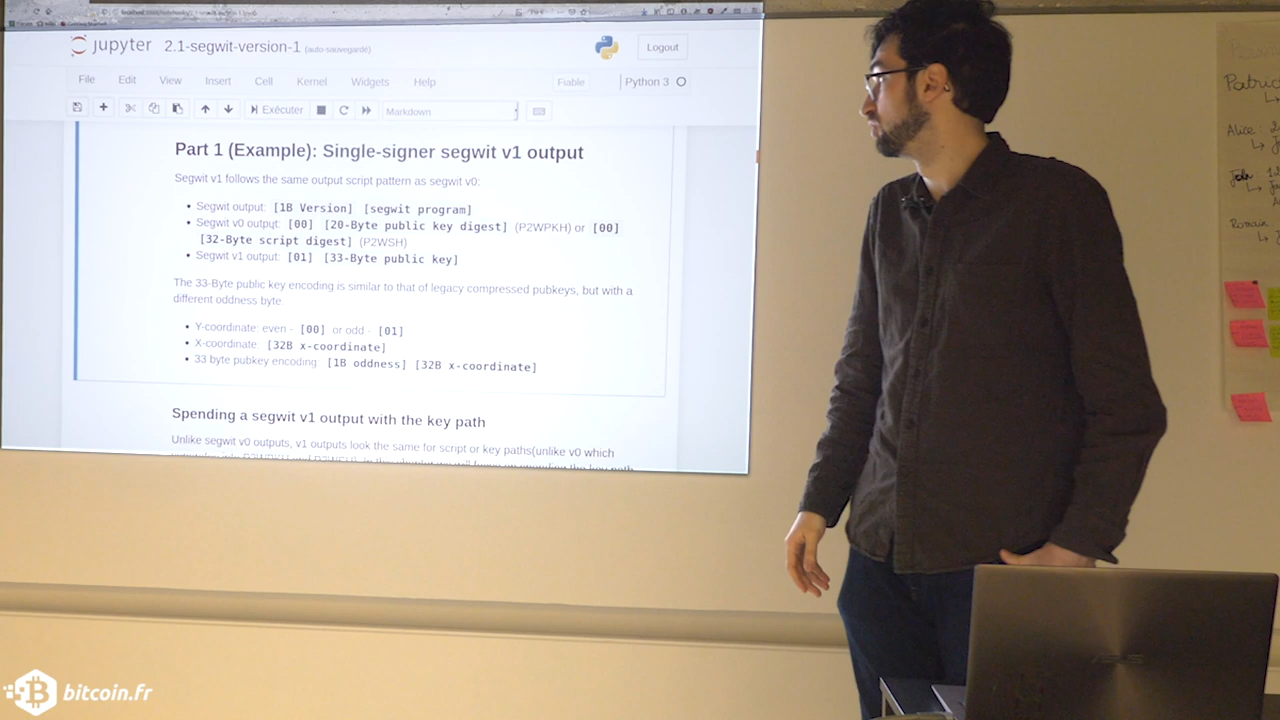 jupyter 2.1-segwit-version-1 (auto-sauvegardé)
Logout
File Edit View Insert Cell Kernel Widgets Help
Fiable
Python 3
Exécuter
Markdown
Part 1 (Example): Single-signer segwit v1 output
Segwit v1 follows the same output script pattern as segwit v0:
• Segwit output: [1B Version] [segwit program]
• Segwit v0 output: [00] [20-Byte public key digest] (P2WPKH) or [00]
[32-Byte script digest] (P2WSH)
• Segwit v1 output: [01] [33-Byte public key]
The 33-Byte public key encoding is similar to that of legacy compressed pubkeys, but with a
different oddness byte.
• Y-coordinate: even - [00] or odd - [01]
• X-coordinate: [32B x-coordinate]
• 33 byte pubkey encoding: [1B oddness] [32B x-coordinate]
Spending a segwit v1 output with the key path
Unlike segwit v0 outputs, v1 outputs look the same for script or key paths(unlike v0 which
Alice :
Romain
ASUS
bitcoin.fr